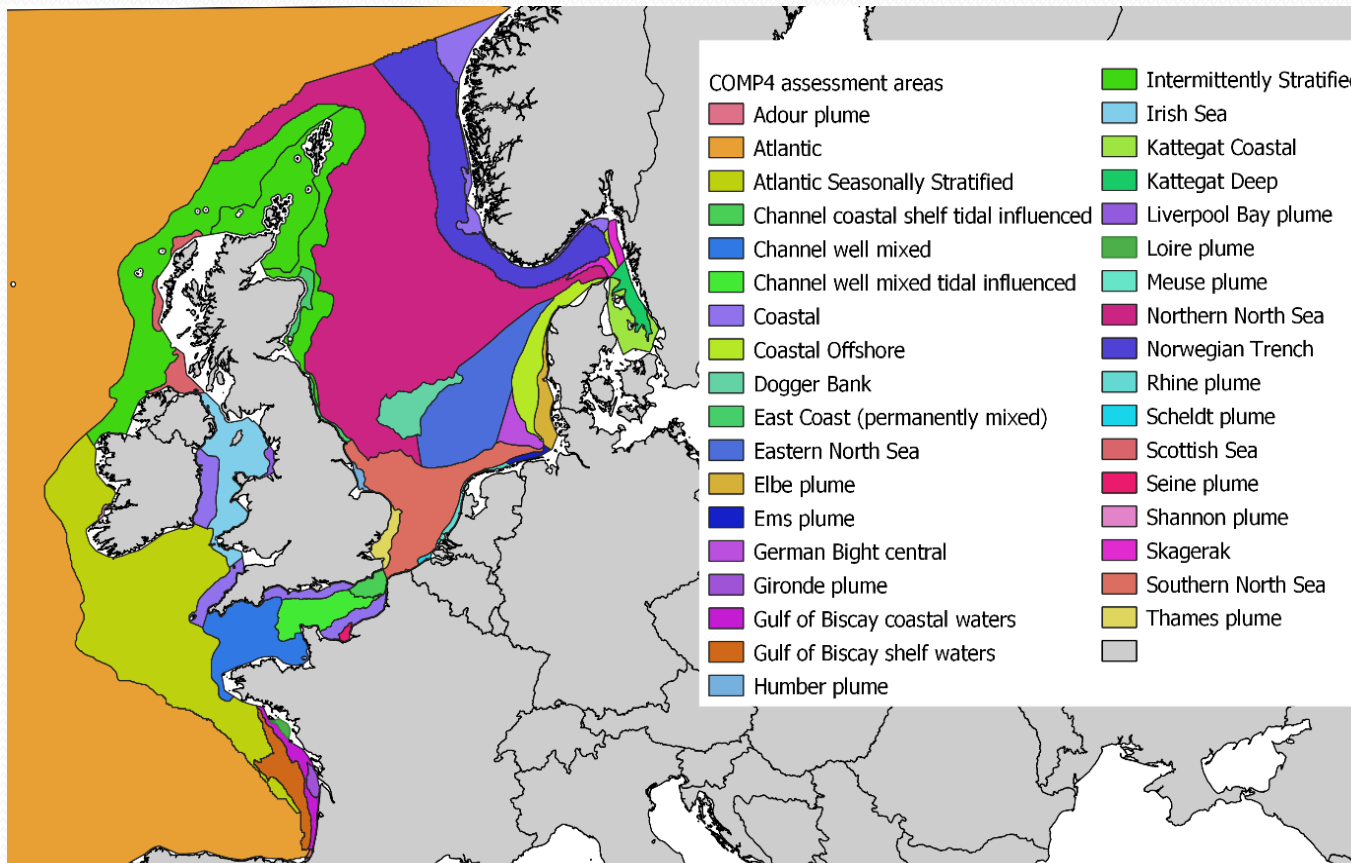 COMP4 assessment areas
Adour plume
Atlantic
Atlantic Seasonally Stratified
Channel coastal shelf tidal influenced
Channel well mixed
Channel well mixed tidal influenced
Coastal
Coastal Offshore
Dogger Bank
East Coast (permanently mixed)
Eastern North Sea
Elbe plume
Ems plume
German Bight central
Gironde plume
Gulf of Biscay coastal waters
Gulf of Biscay shelf waters
Humber plume
Intermittently Stratified
Irish Sea
Kattegat Coastal
Kattegat Deep
Liverpool Bay plume
Loire plume
Meuse plume
Northern North Sea
Norwegian Trench
Rhine plume
Scheldt plume
Scottish Sea
Seine plume
Shannon plume
Skagerak
Southern North Sea
Thames plume